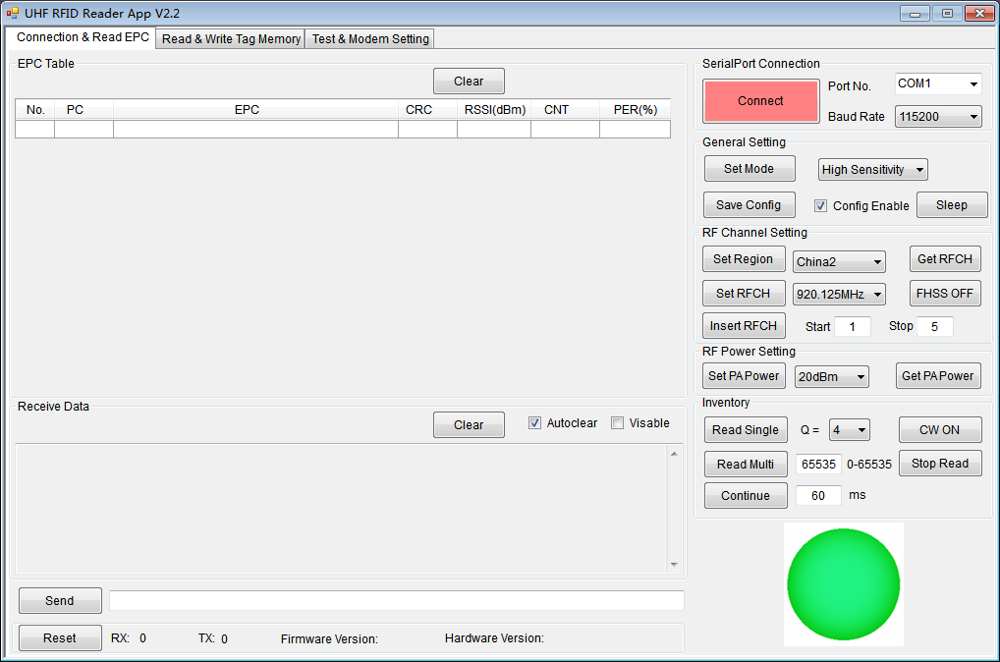 UHF RFID Reader App V2.2
Connection & Read EPC Read & Write Tag Memory Test & Modem Setting
EPC Table
Clear
No. PC EPC CRC RSSI(dBm) CNT PER(%)
Receive Data
Clear Autoclear Visable
Send
Reset RX: 0 TX: 0 Firmware Version: Hardware Version:
SerialPort Connection
Connect Port No. COM1
Baud Rate 115200
General Setting
Set Mode High Sensitivity
Save Config Config Enable Sleep
RF Channel Setting
Set Region China2 Get RFCH
Set RFCH 920.125MHz FHSS OFF
Insert RFCH Start 1 Stop 5
RF Power Setting
Set PA Power 20dBm Get PA Power
Inventory
Read Single Q = 4 CW ON
Read Multi 65535 0-65535 Stop Read
Continue 60 ms